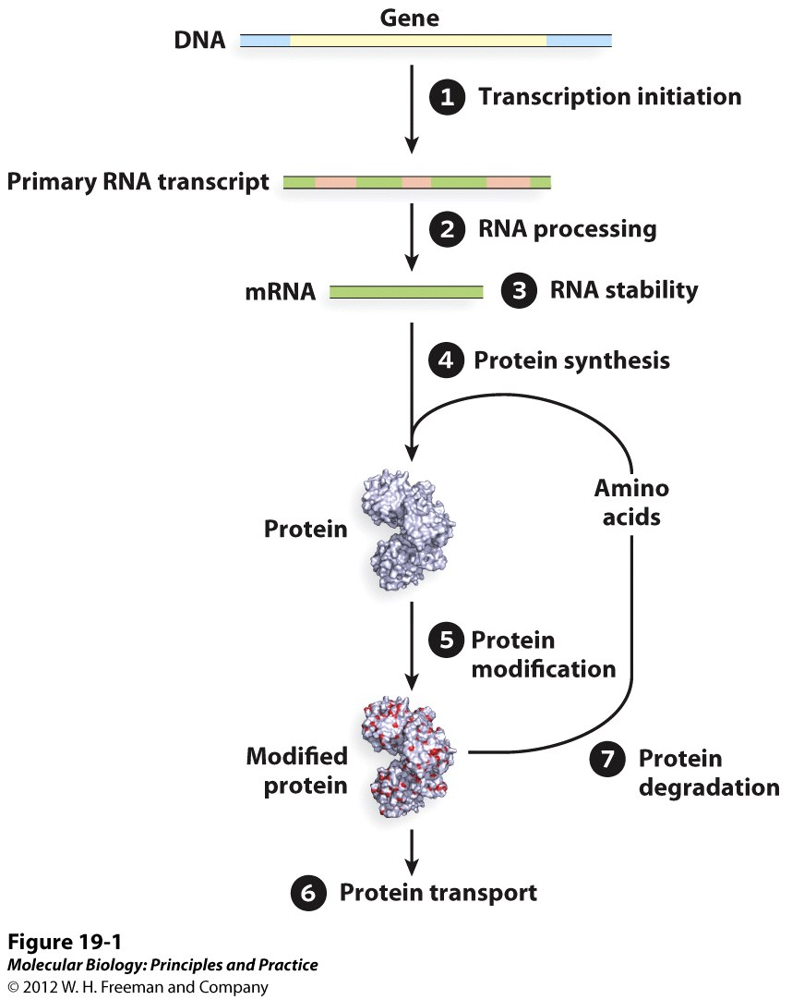 Gene
DNA
1 Transcription initiation
Primary RNA transcript
2 RNA processing
mRNA
3 RNA stability
4 Protein synthesis
Amino
acids
Protein
5 Protein
modification
Modified
protein
7 Protein
degradation
6 Protein transport
Figure 19-1
Molecular Biology: Principles and Practice
© 2012 W. H. Freeman and Company